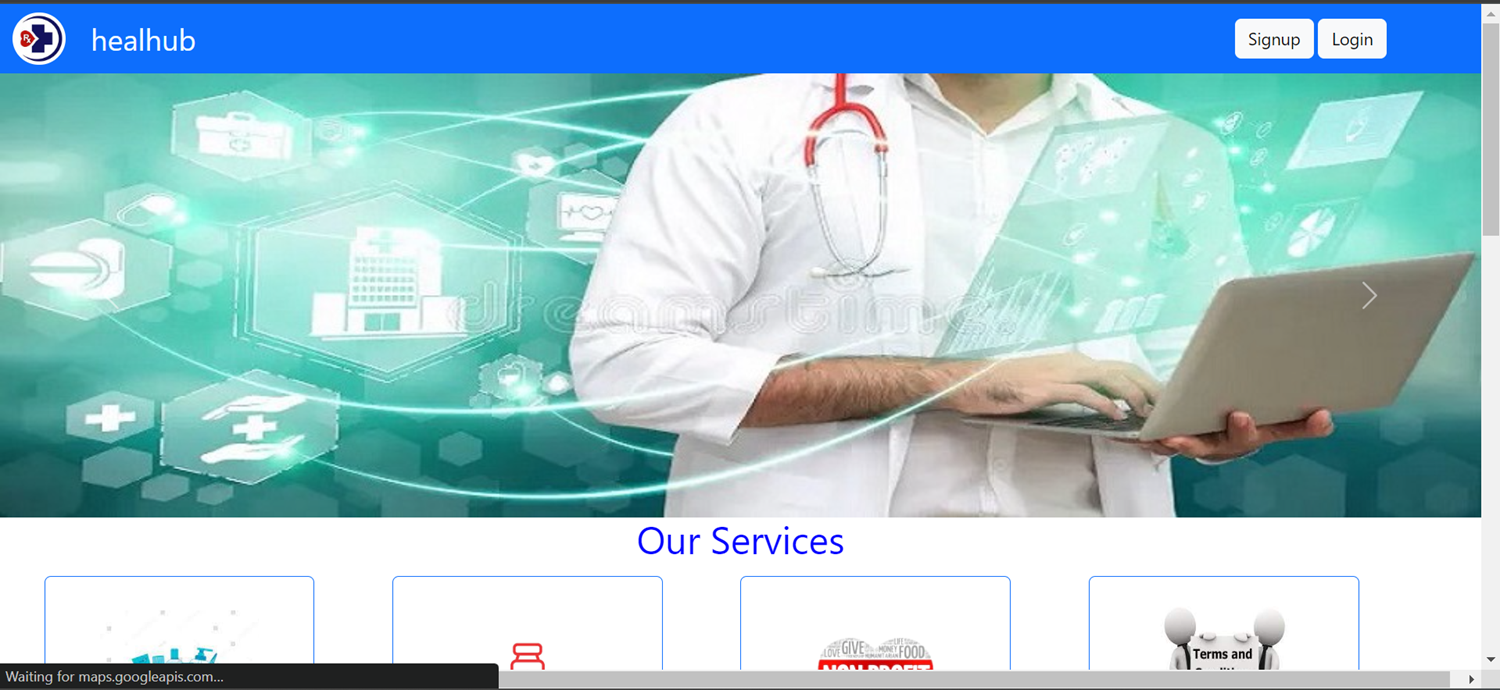 Rx
healhub
Signup
Login
dreamstime
Our Services
LOVE GIVE MONEY FOOD
NON PROFIT
Terms and
Waiting for maps.googleapis.com...